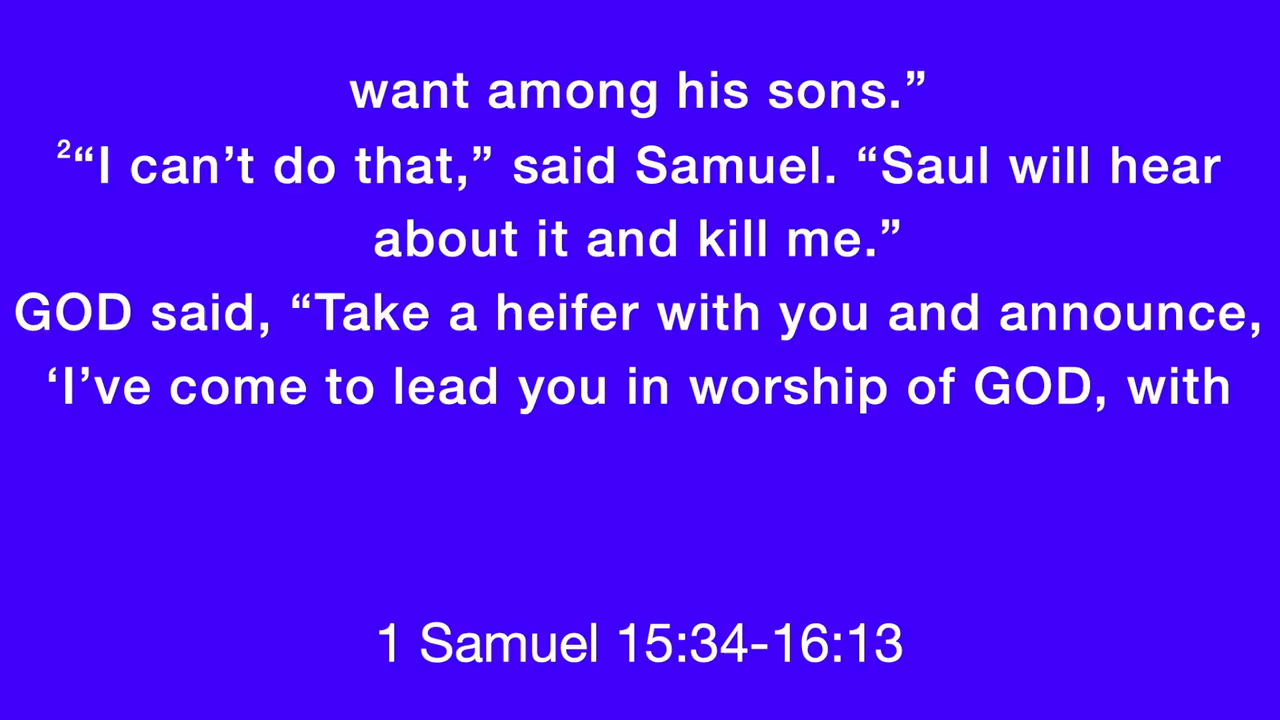 want among his sons.”
²“I can’t do that,” said Samuel. “Saul will hear
about it and kill me.”
GOD said, “Take a heifer with you and announce,
‘I’ve come to lead you in worship of GOD, with
1 Samuel 15:34-16:13